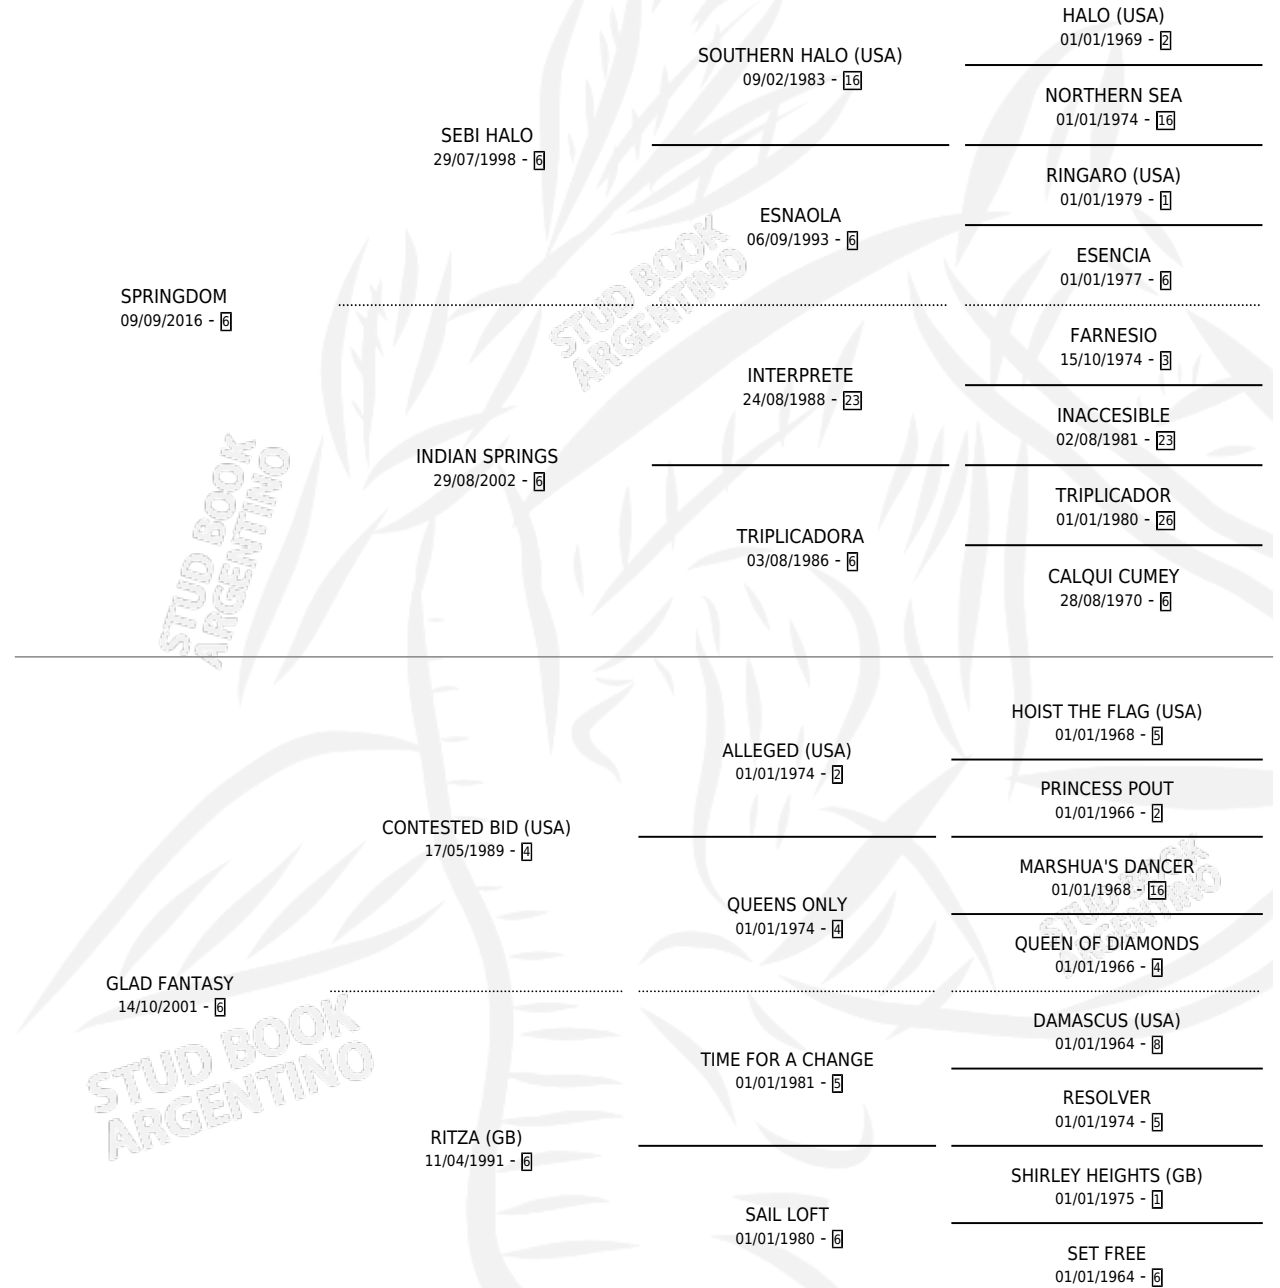 HALO (USA)
01/01/1969 - 2
SOUTHERN HALO (USA)
09/02/1983 - 16
NORTHERN SEA
01/01/1974 - 16
SEBI HALO
29/07/1998 - 6
RINGARO (USA)
01/01/1979 - 1
ESNAOLA
06/09/1993 - 6
ESENCIA
01/01/1977 - 6
SPRINGDOM
09/09/2016 - 6
FARNESIO
15/10/1974 - 3
INTERPRETE
24/08/1988 - 23
INACCESIBLE
02/08/1981 - 23
INDIAN SPRINGS
29/08/2002 - 6
TRIPLICADOR
01/01/1980 - 26
TRIPLICADORA
03/08/1986 - 6
CALQUI CUMEY
28/08/1970 - 6
HOIST THE FLAG (USA)
01/01/1968 - 5
ALLEGED (USA)
01/01/1974 - 2
PRINCESS POUT
01/01/1966 - 2
CONTESTED BID (USA)
17/05/1989 - 4
MARSHUA'S DANCER
01/01/1968 - 16
QUEENS ONLY
01/01/1974 - 4
QUEEN OF DIAMONDS
01/01/1966 - 4
GLAD FANTASY
14/10/2001 - 6
DAMASCUS (USA)
01/01/1964 - 8
TIME FOR A CHANGE
01/01/1981 - 5
RESOLVER
01/01/1974 - 5
RITZA (GB)
11/04/1991 - 6
SHIRLEY HEIGHTS (GB)
01/01/1975 - 1
SAIL LOFT
01/01/1980 - 6
SET FREE
01/01/1964 - 6
STUD BOOK
ARGENTINO
STUD BOOK
ARGENTINO
STUD BOOK
ARGENTINO
STUD BOOK
ARGENTINO